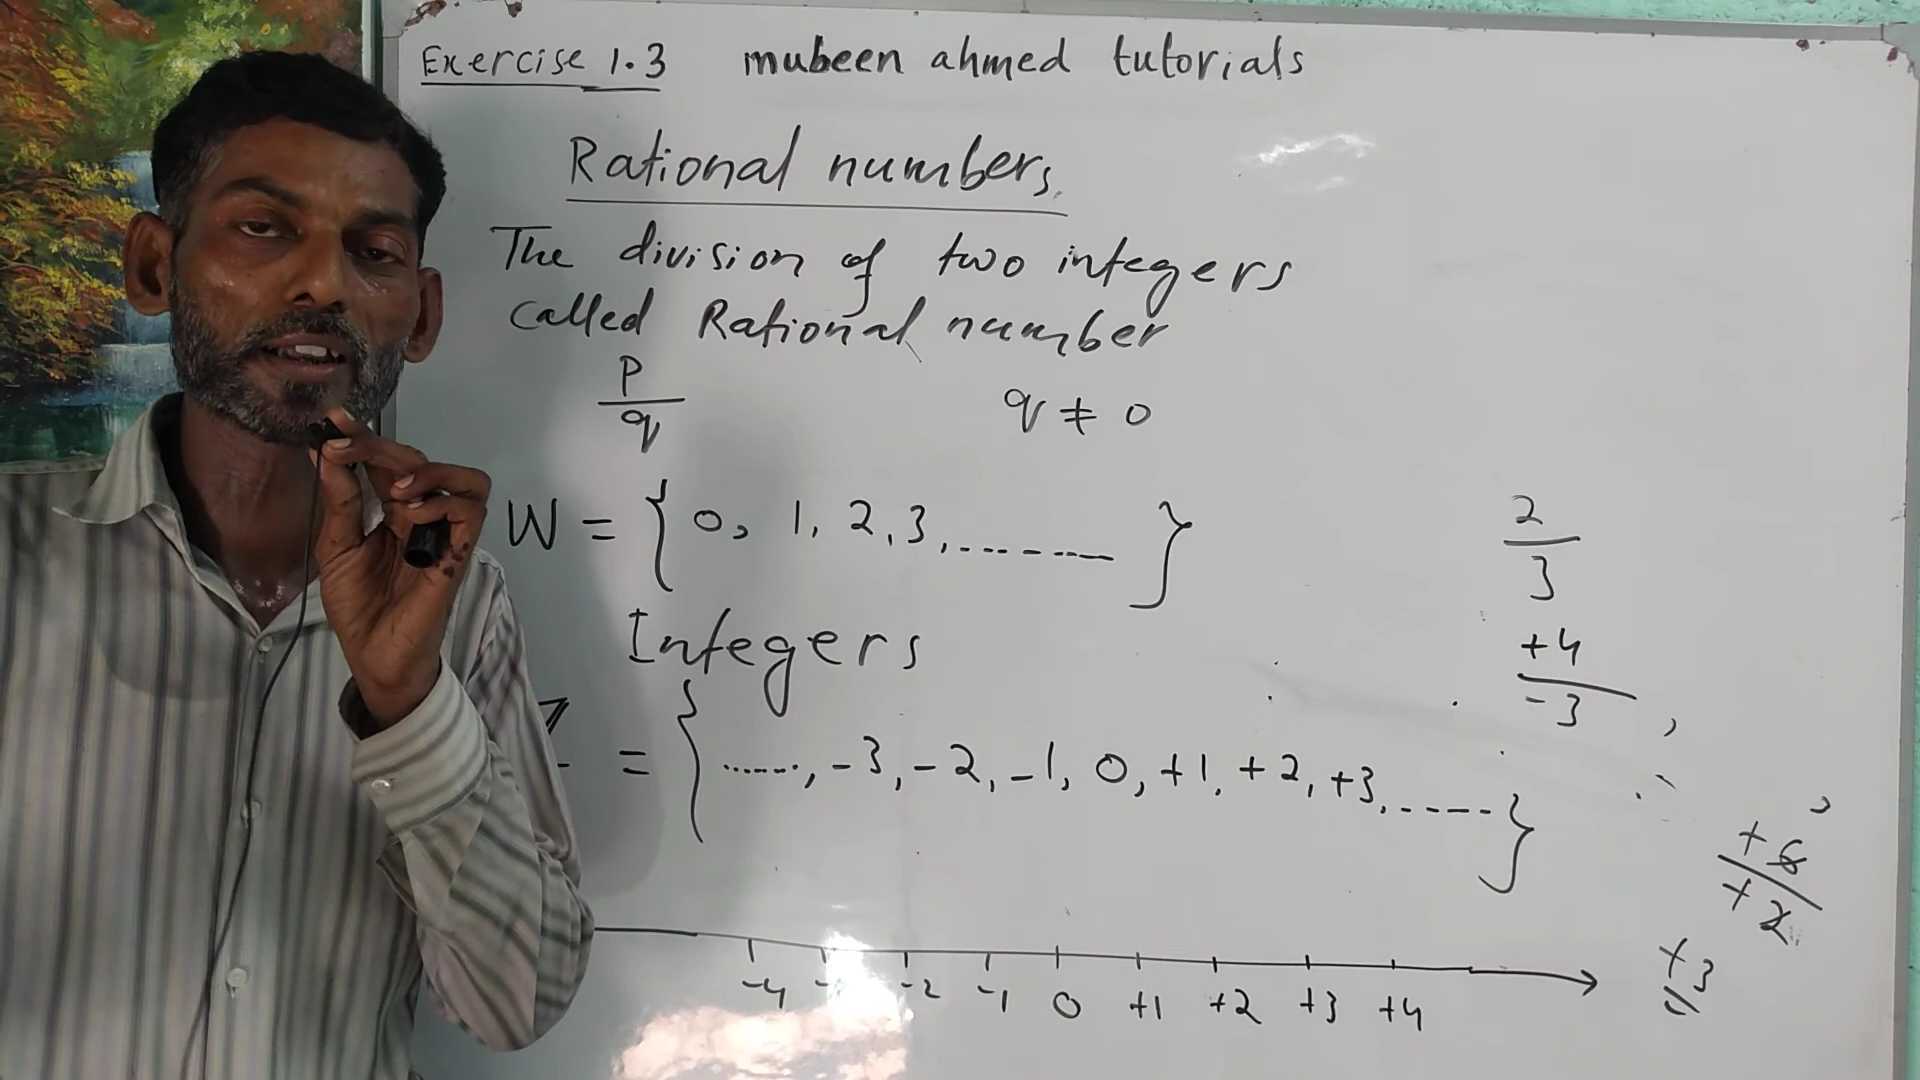 Exercise 1.3 mubeen ahmed tutorials
Rational numbers.
The division of two integers
called Rational number
P/q q ≠ 0
W = { 0, 1, 2, 3, ........ }
2/3
Integers
+4/-3 ,
Z = { ......, -3, -2, -1, 0, +1, +2, +3, ...... }
+6/+2
-4 -2 -1 0 +1 +2 +3 +4
+3